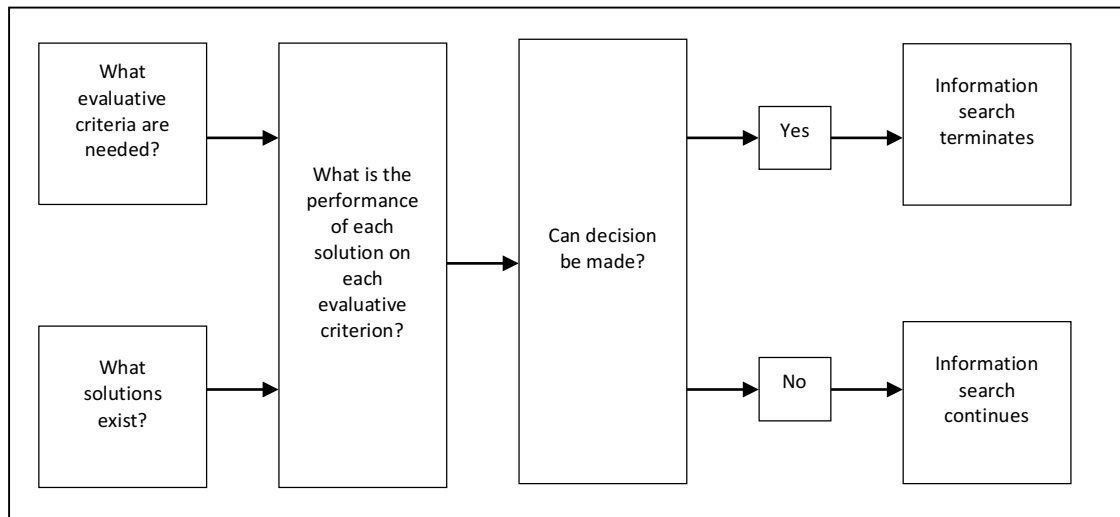 What
evaluative
criteria are
needed?
What
solutions
exist?
What is the
performance
of each
solution on
each
evaluative
criterion?
Can decision
be made?
Yes
Information
search
terminates
No
Information
search
continues